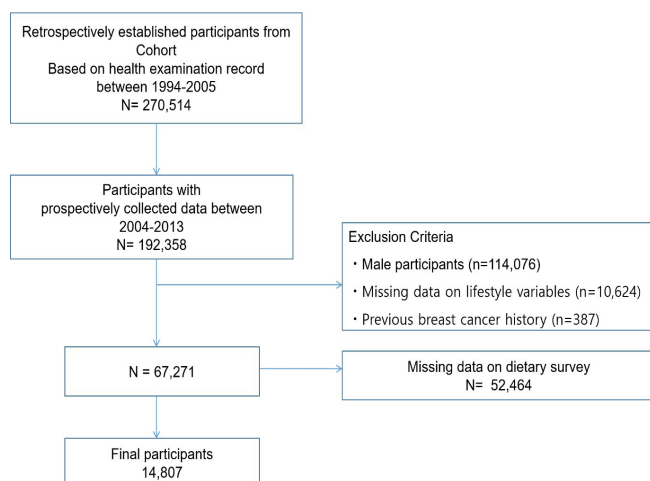 Retrospectively established participants from
Cohort
Based on health examination record
between 1994-2005
N= 270,514
Participants with
prospectively collected data between
2004-2013
N= 192,358
Exclusion Criteria
・Male participants (n=114,076)
・Missing data on lifestyle variables (n=10,624)
・Previous breast cancer history (n=387)
N = 67,271
Missing data on dietary survey
N=  52,464
Final participants
14,807